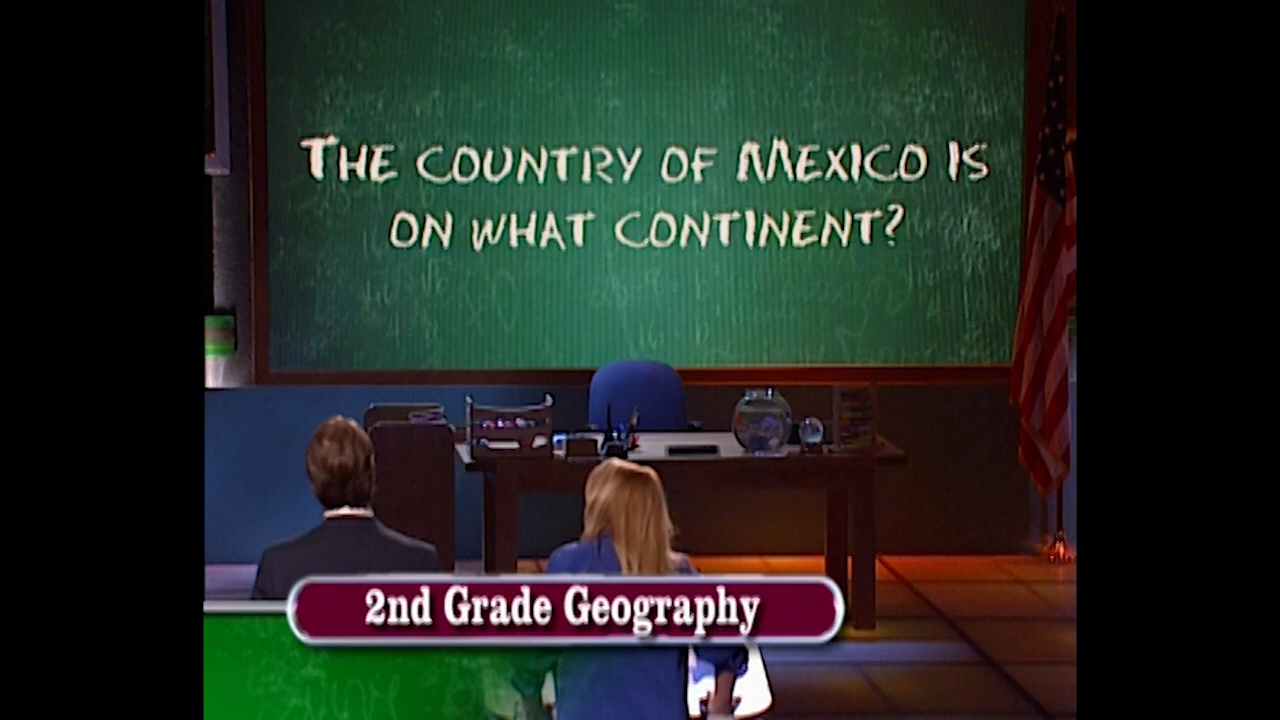 THE COUNTRY OF MEXICO IS
ON WHAT CONTINENT?
2nd Grade Geography